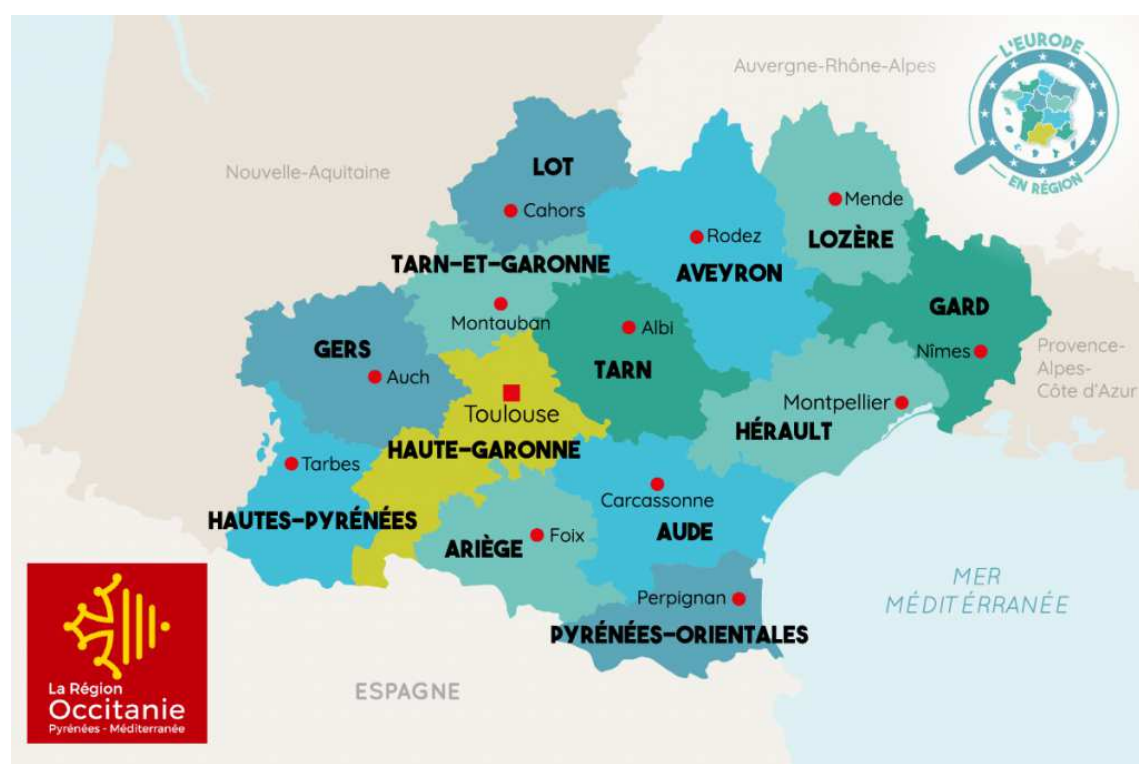 L'EUROPE
EN RÉGION
Auvergne-Rhône-Alpes
Nouvelle-Aquitaine
LOT
Cahors
Mende
LOZÈRE
Rodez
AVEYRON
TARN-ET-GARONNE
Montauban
GARD
Nîmes
Provence-
Alpes-
Côte d'Azur
GERS
Auch
Albi
TARN
Toulouse
HAUTE-GARONNE
Montpellier
HÉRAULT
Tarbes
HAUTES-PYRÉNÉES
Carcassonne
AUDE
ARIÈGE
Foix
Perpignan
PYRÉNÉES-ORIENTALES
MER
MÉDITÉRRANÉE
ESPAGNE
La Région
Occitanie
Pyrénées - Méditerranée